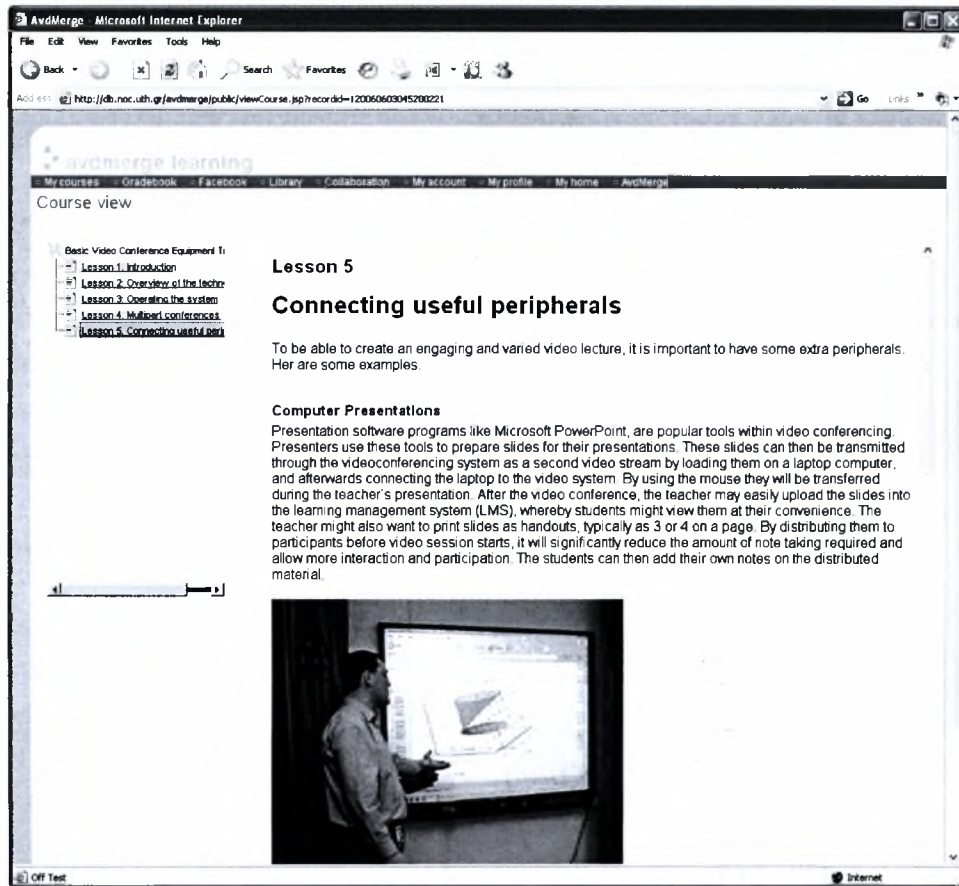 AvdMerge - Microsoft Internet Explorer
File Edit View Favorites Tools Help
Back Search Favorites
Address http://db.noc.uth.gr/avdmerge/public/viewCourse.jsp?recordid=120060603045200221 Go Links
avdmerge learning
My courses Gradebook Facebook Library Collaboration My account My profile My home AvdMerge
Course view
Basic Video Conference Equipment Tr
Lesson 1. Introduction
Lesson 2. Overview of the techn
Lesson 3. Operating the system
Lesson 4. Multipart conferences
Lesson 5. Connecting useful peri
Lesson 5
Connecting useful peripherals
To be able to create an engaging and varied video lecture, it is important to have some extra peripherals.
Her are some examples.
Computer Presentations
Presentation software programs like Microsoft PowerPoint, are popular tools within video conferencing.
Presenters use these tools to prepare slides for their presentations. These slides can then be transmitted
through the videoconferencing system as a second video stream by loading them on a laptop computer,
and afterwards connecting the laptop to the video system. By using the mouse they will be transferred
during the teacher's presentation. After the video conference, the teacher may easily upload the slides into
the learning management system (LMS), whereby students might view them at their convenience. The
teacher might also want to print slides as handouts, typically as 3 or 4 on a page. By distributing them to
participants before video session starts, it will significantly reduce the amount of note taking required and
allow more interaction and participation. The students can then add their own notes on the distributed
material.
Off Test Internet